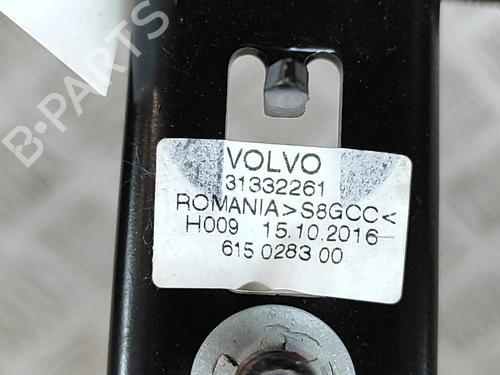 B-PARTS
VOLVO
31332261
ROMANIA>S8GCC<
H009 15.10.2016
615 0283 00